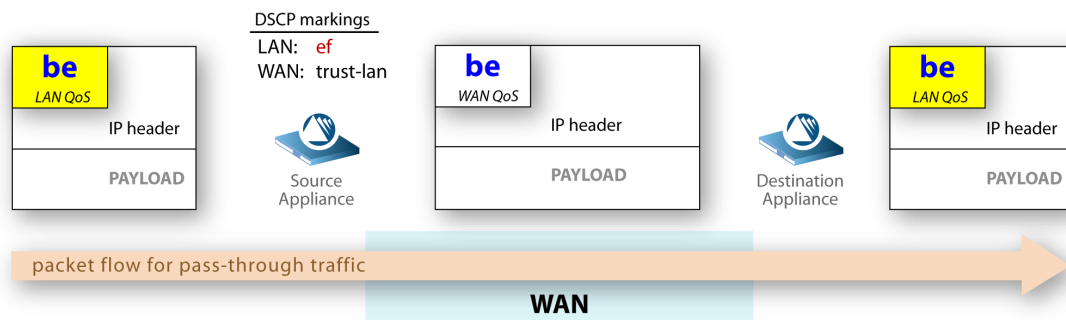 DSCP markings
LAN: ef
WAN: trust-lan
be
LAN QoS
IP header
PAYLOAD
Source
Appliance
be
WAN QoS
IP header
PAYLOAD
Destination
Appliance
be
LAN QoS
IP header
PAYLOAD
packet flow for pass-through traffic
WAN